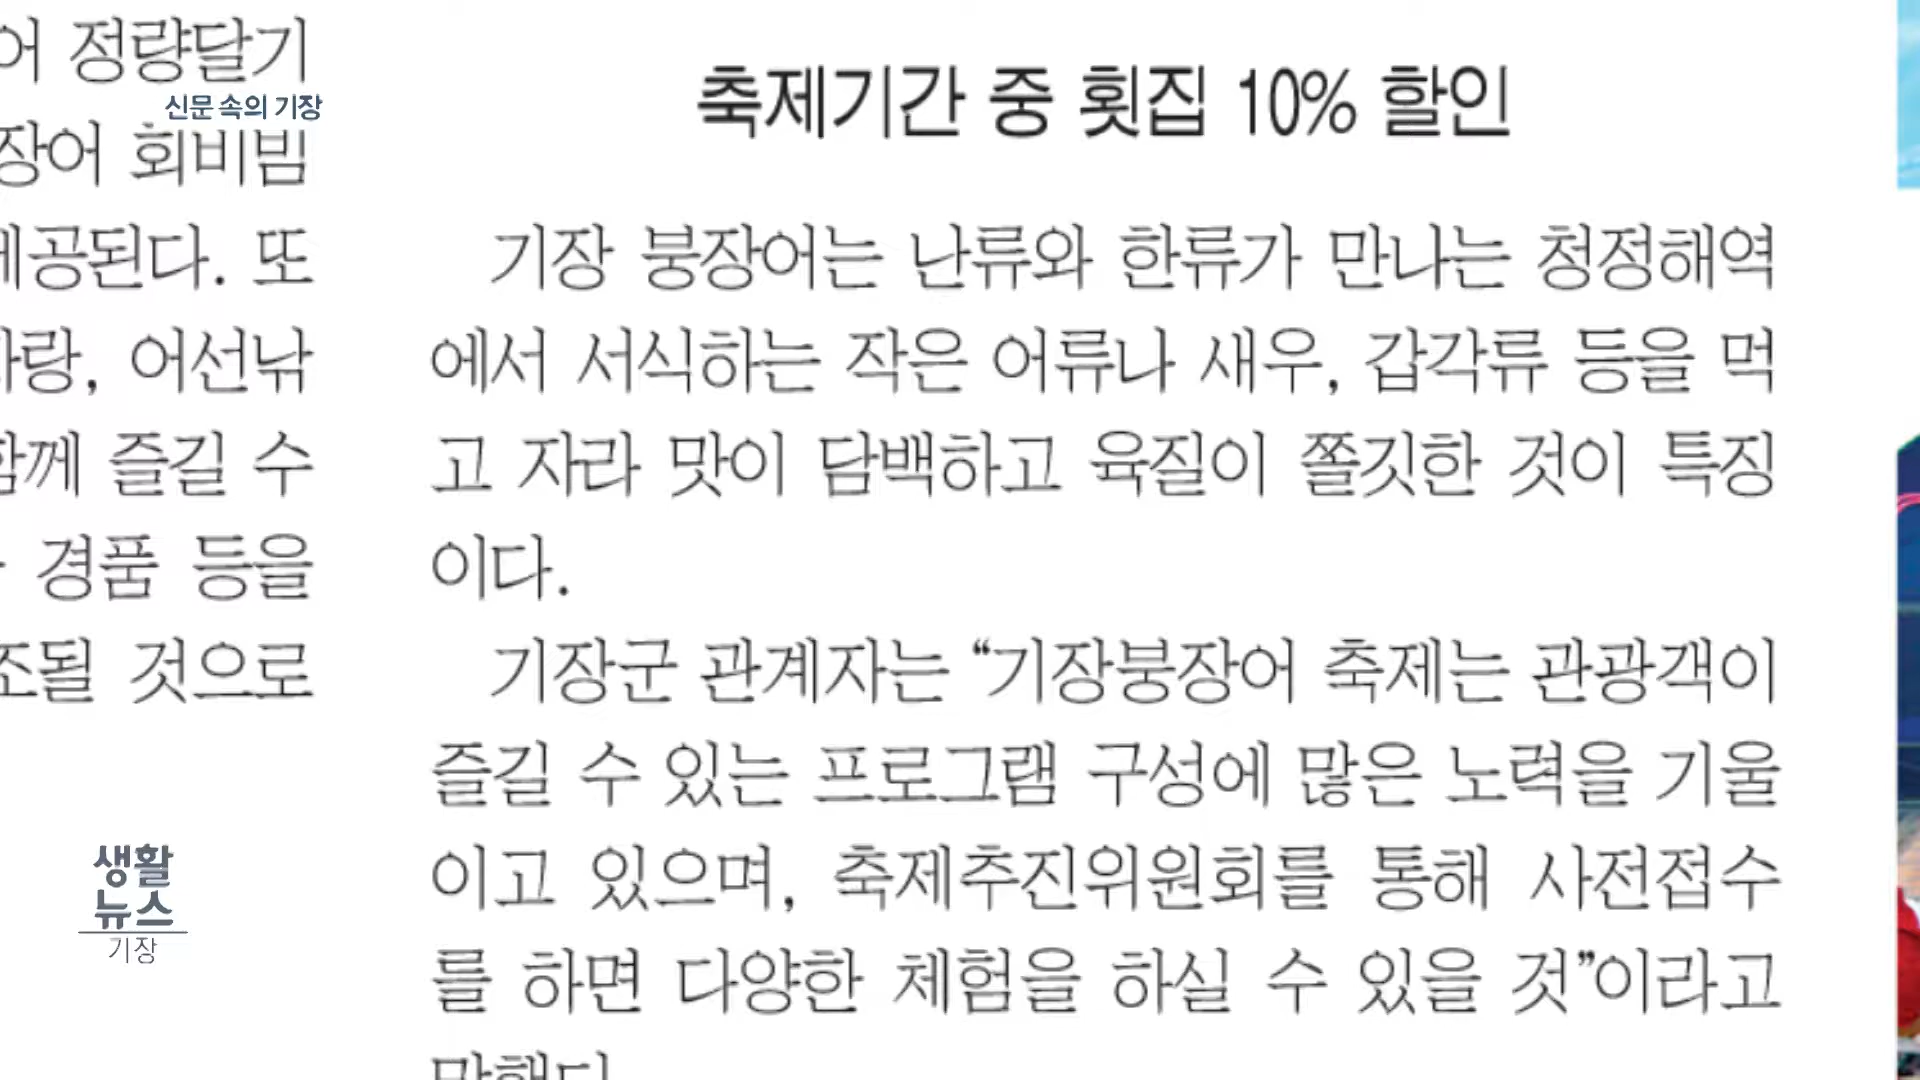 어 정량달기
신문 속의 기장
장어 회비빔
제공된다. 또
어선낚
함께 즐길 수
경품 등을
조될 것으로
축제기간 중 횟집 10% 할인
기장 붕장어는 난류와 한류가 만나는 청정해역
에서 서식하는 작은 어류나 새우, 갑각류 등을 먹
고 자라 맛이 담백하고 육질이 쫄깃한 것이 특징
이다.
기장군 관계자는 “기장붕장어 축제는 관광객이
즐길 수 있는 프로그램 구성에 많은 노력을 기울
이고 있으며, 축제추진위원회를 통해 사전접수
를 하면 다양한 체험을 하실 수 있을 것”이라고
생활
뉴스
기장